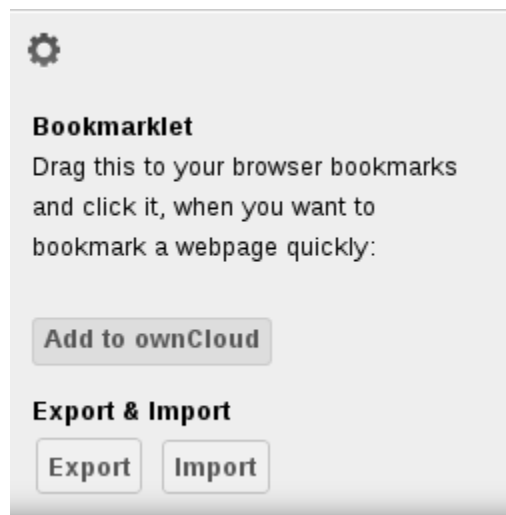 Bookmarklet
Drag this to your browser bookmarks
and click it, when you want to
bookmark a webpage quickly:
Add to ownCloud
Export & Import
Export Import